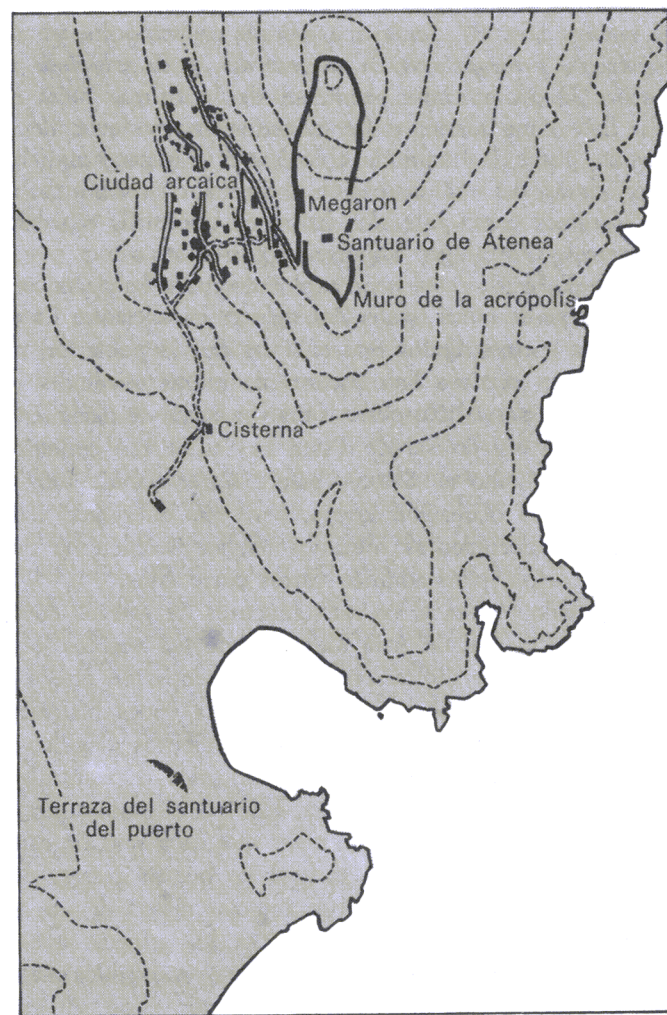 Ciudad arcaica
Megaron
Santuario de Atenea
Muro de la acrópolis
Cisterna
Terraza del santuario
del puerto